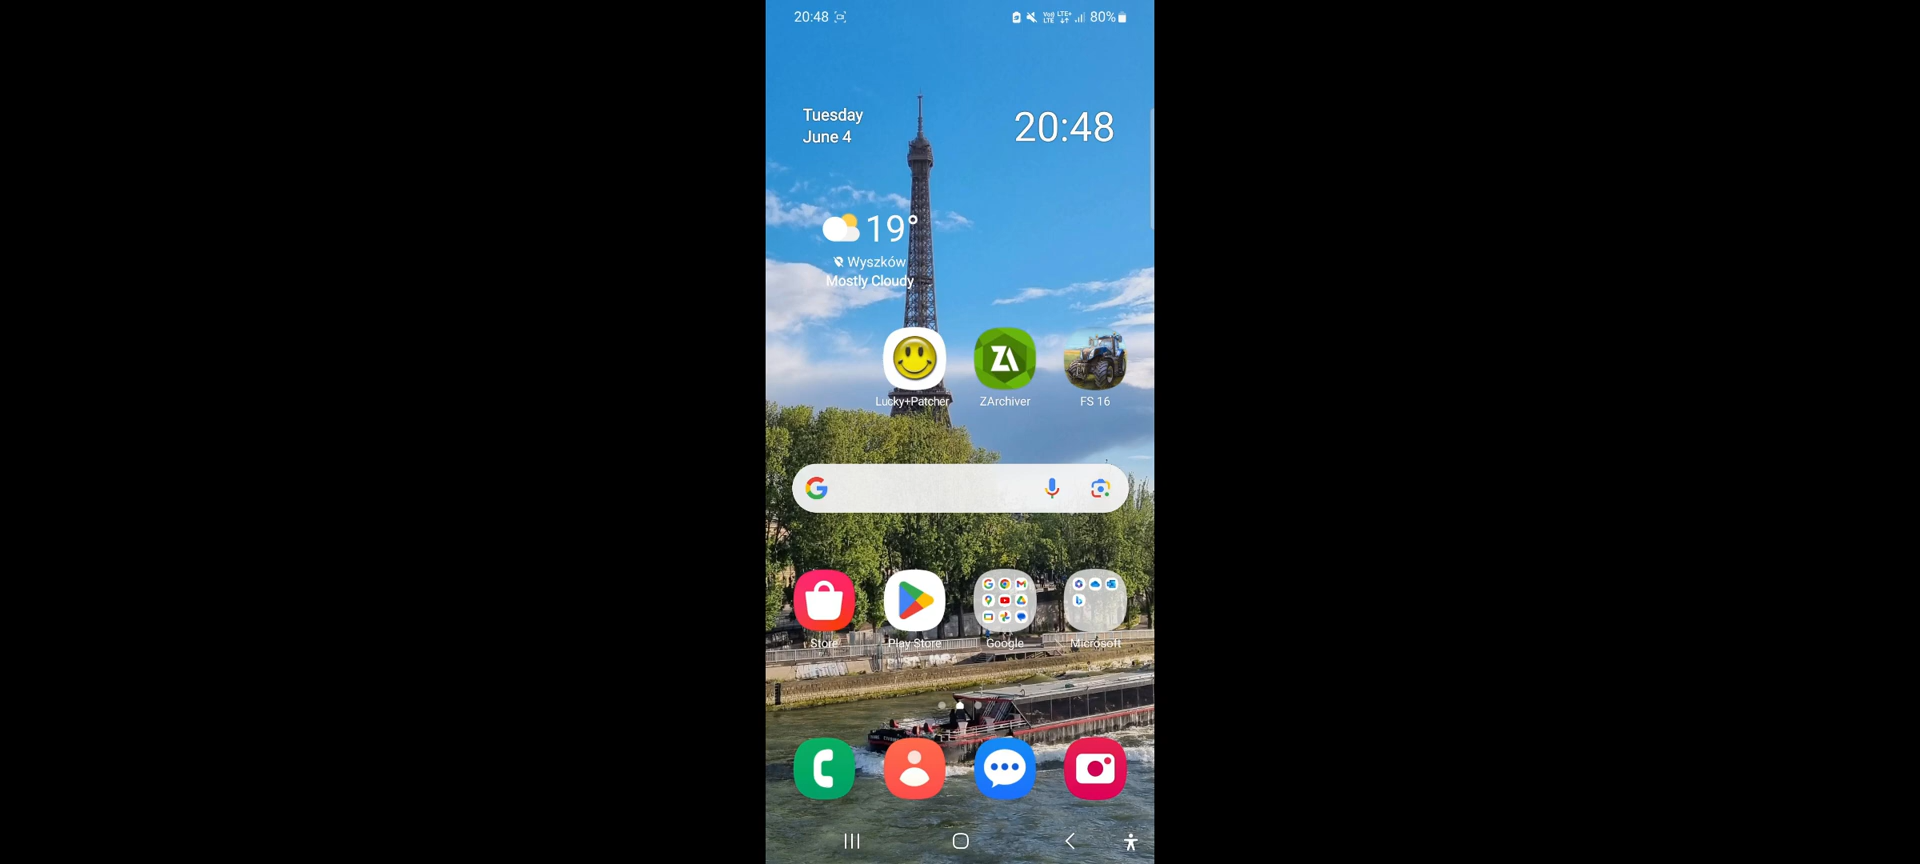 20:48
80%
Tuesday
June 4
20:48
19°
Wyszków
Mostly Cloudy
Lucky+Patcher
ZArchiver
FS 16
Store
Play Store
Google
Microsoft